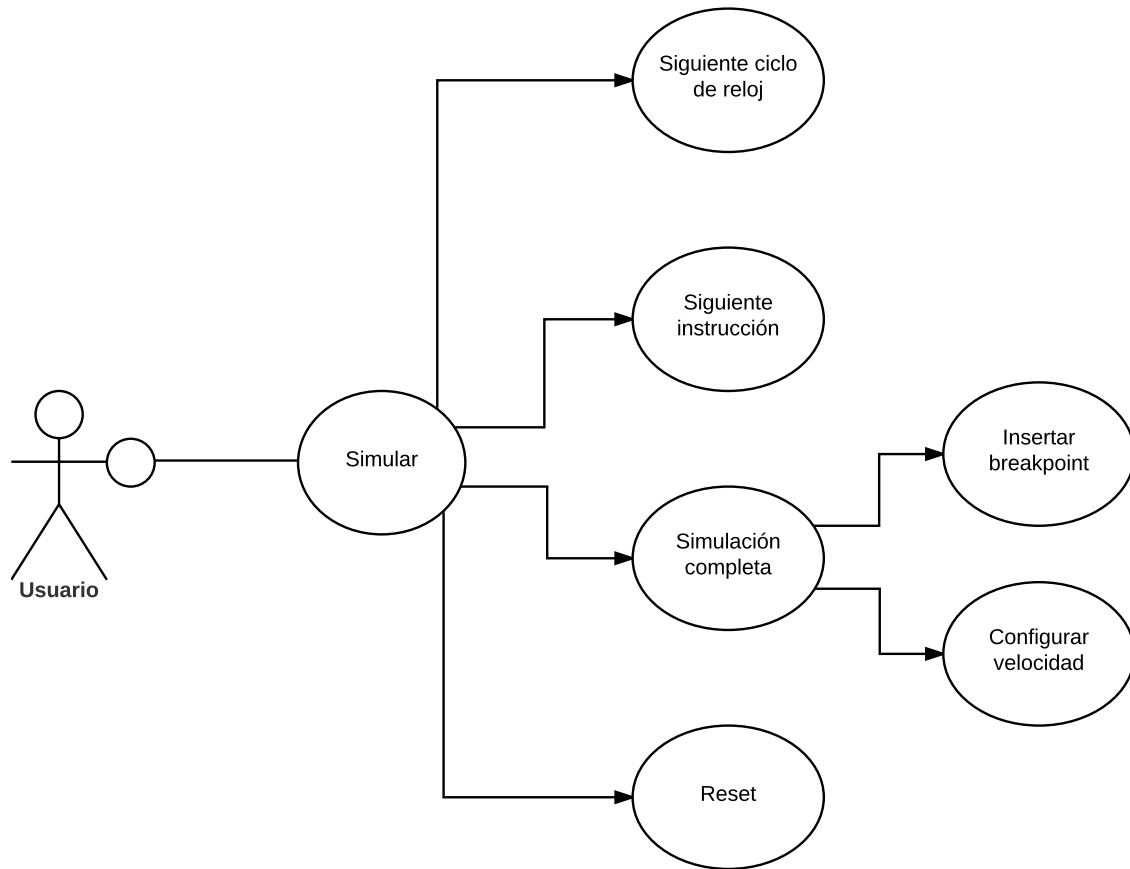 Siguiente ciclo
de reloj
Siguiente
instrucción
Insertar
breakpoint
Simular
Simulación
completa
Usuario
Configurar
velocidad
Reset